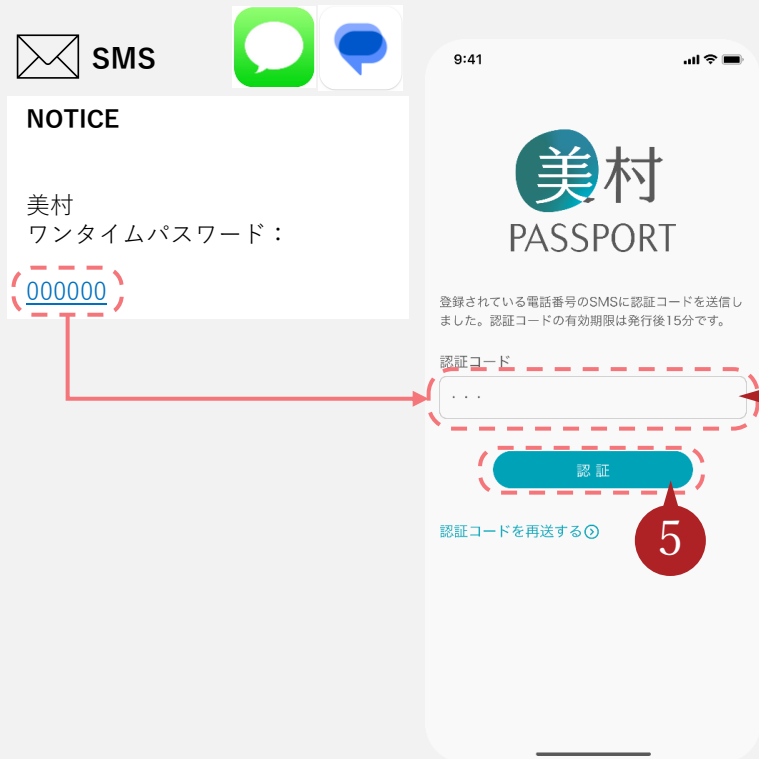 SMS
NOTICE
美村
ワンタイムパスワード：
000000
9:41
美村
PASSPORT
登録されている電話番号のSMSに認証コードを送信し
ました。認証コードの有効期限は発行後15分です。
認証コード
・・・
認証
認証コードを再送する
5